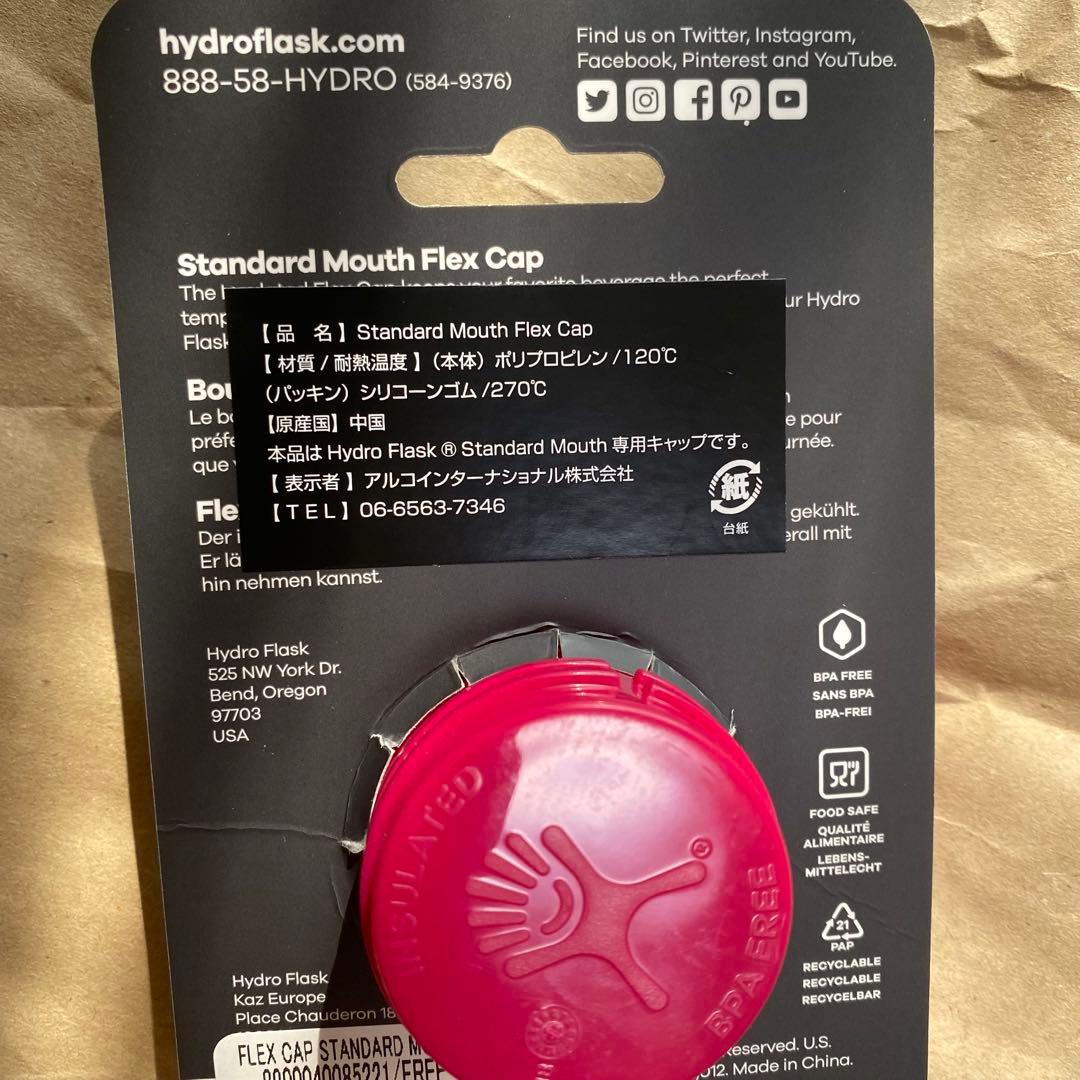 hydroflask.com
888-58-HYDRO (584-9376)
Find us on Twitter, Instagram,
Facebook, Pinterest and YouTube.
Standard Mouth Flex Cap
The
your favorite beverage the perfect
ur Hydro
Flask
【 品 名 】 Standard Mouth Flex Cap
【 材質 / 耐熱温度 】 (本体) ポリプロピレン /120℃
(パッキン) シリコーンゴム /270℃
【原産国】 中国
本品は Hydro Flask ® Standard Mouth 専用キャップです。
【 表示者 】 アルコインターナショナル株式会社
【 T E L 】 06-6563-7346
紙
台紙
Le
e pour
que
Der
gekühlt.
Er
erall mit
hin nehmen kannst.
Hydro Flask
525 NW York Dr.
Bend, Oregon
97703
USA
BPA FREE
SANS BPA
BPA-FREI
FOOD SAFE
QUALITÉ
ALIMENTAIRE
LEBENS-
MITTELECHT
21
PAP
RECYCLABLE
RECYCLABLE
RECYCELBAR
INSULATED
BPA FREE
®
Hydro Flask
Kaz Europe
Place Chauderon 18
FLEX CAP STANDARD M
eserved. U.S.
012. Made in China.